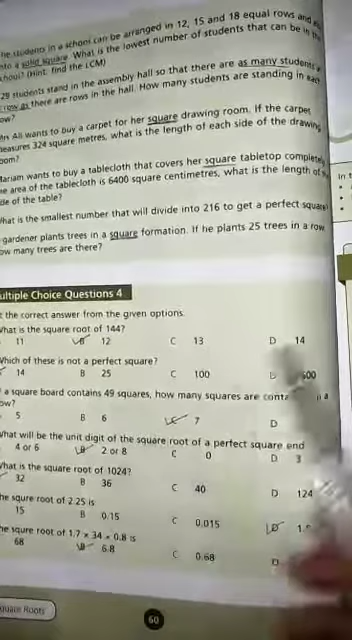 he students in a school can be arranged in 12, 15 and 18 equal rows and
to a solid square. What is the lowest number of students that can be in the
chool? (Hint: find the LCM)
29 students stand in the assembly hall so that there are as many students
row as there are rows in the hall. How many students are standing in each
ow?
Mrs Ali wants to buy a carpet for her square drawing room. If the carpet
measures 324 square metres, what is the length of each side of the drawing
oom?
Mariam wants to buy a tablecloth that covers her square tabletop completely
he area of the tablecloth is 6400 square centimetres, what is the length of
de of the table?
What is the smallest number that will divide into 216 to get a perfect square
gardener plants trees in a square formation. If he plants 25 trees in a row
ow many trees are there?
In t
ultiple Choice Questions 4
the correct answer from the given options.
What is the square root of 144?
11 B 12 C 13 D 14
Which of these is not a perfect square?
14 B 25 C 100 D
a square board contains 49 squares, how many squares are
ow?
5 B 6 C 7 D
What will be the unit digit of the square root of a perfect square end
4 or 6 B 2 or 8 C 0 D 3
What is the square root of 1024?
32 B 36 C 40 D 124
he squre root of 2.25 is
15 B 0.15 C 0.015 D
he squre root of 1.7 × 34 × 0.8 is
68 B 6.8 C 0.68 D
quare Roots
60